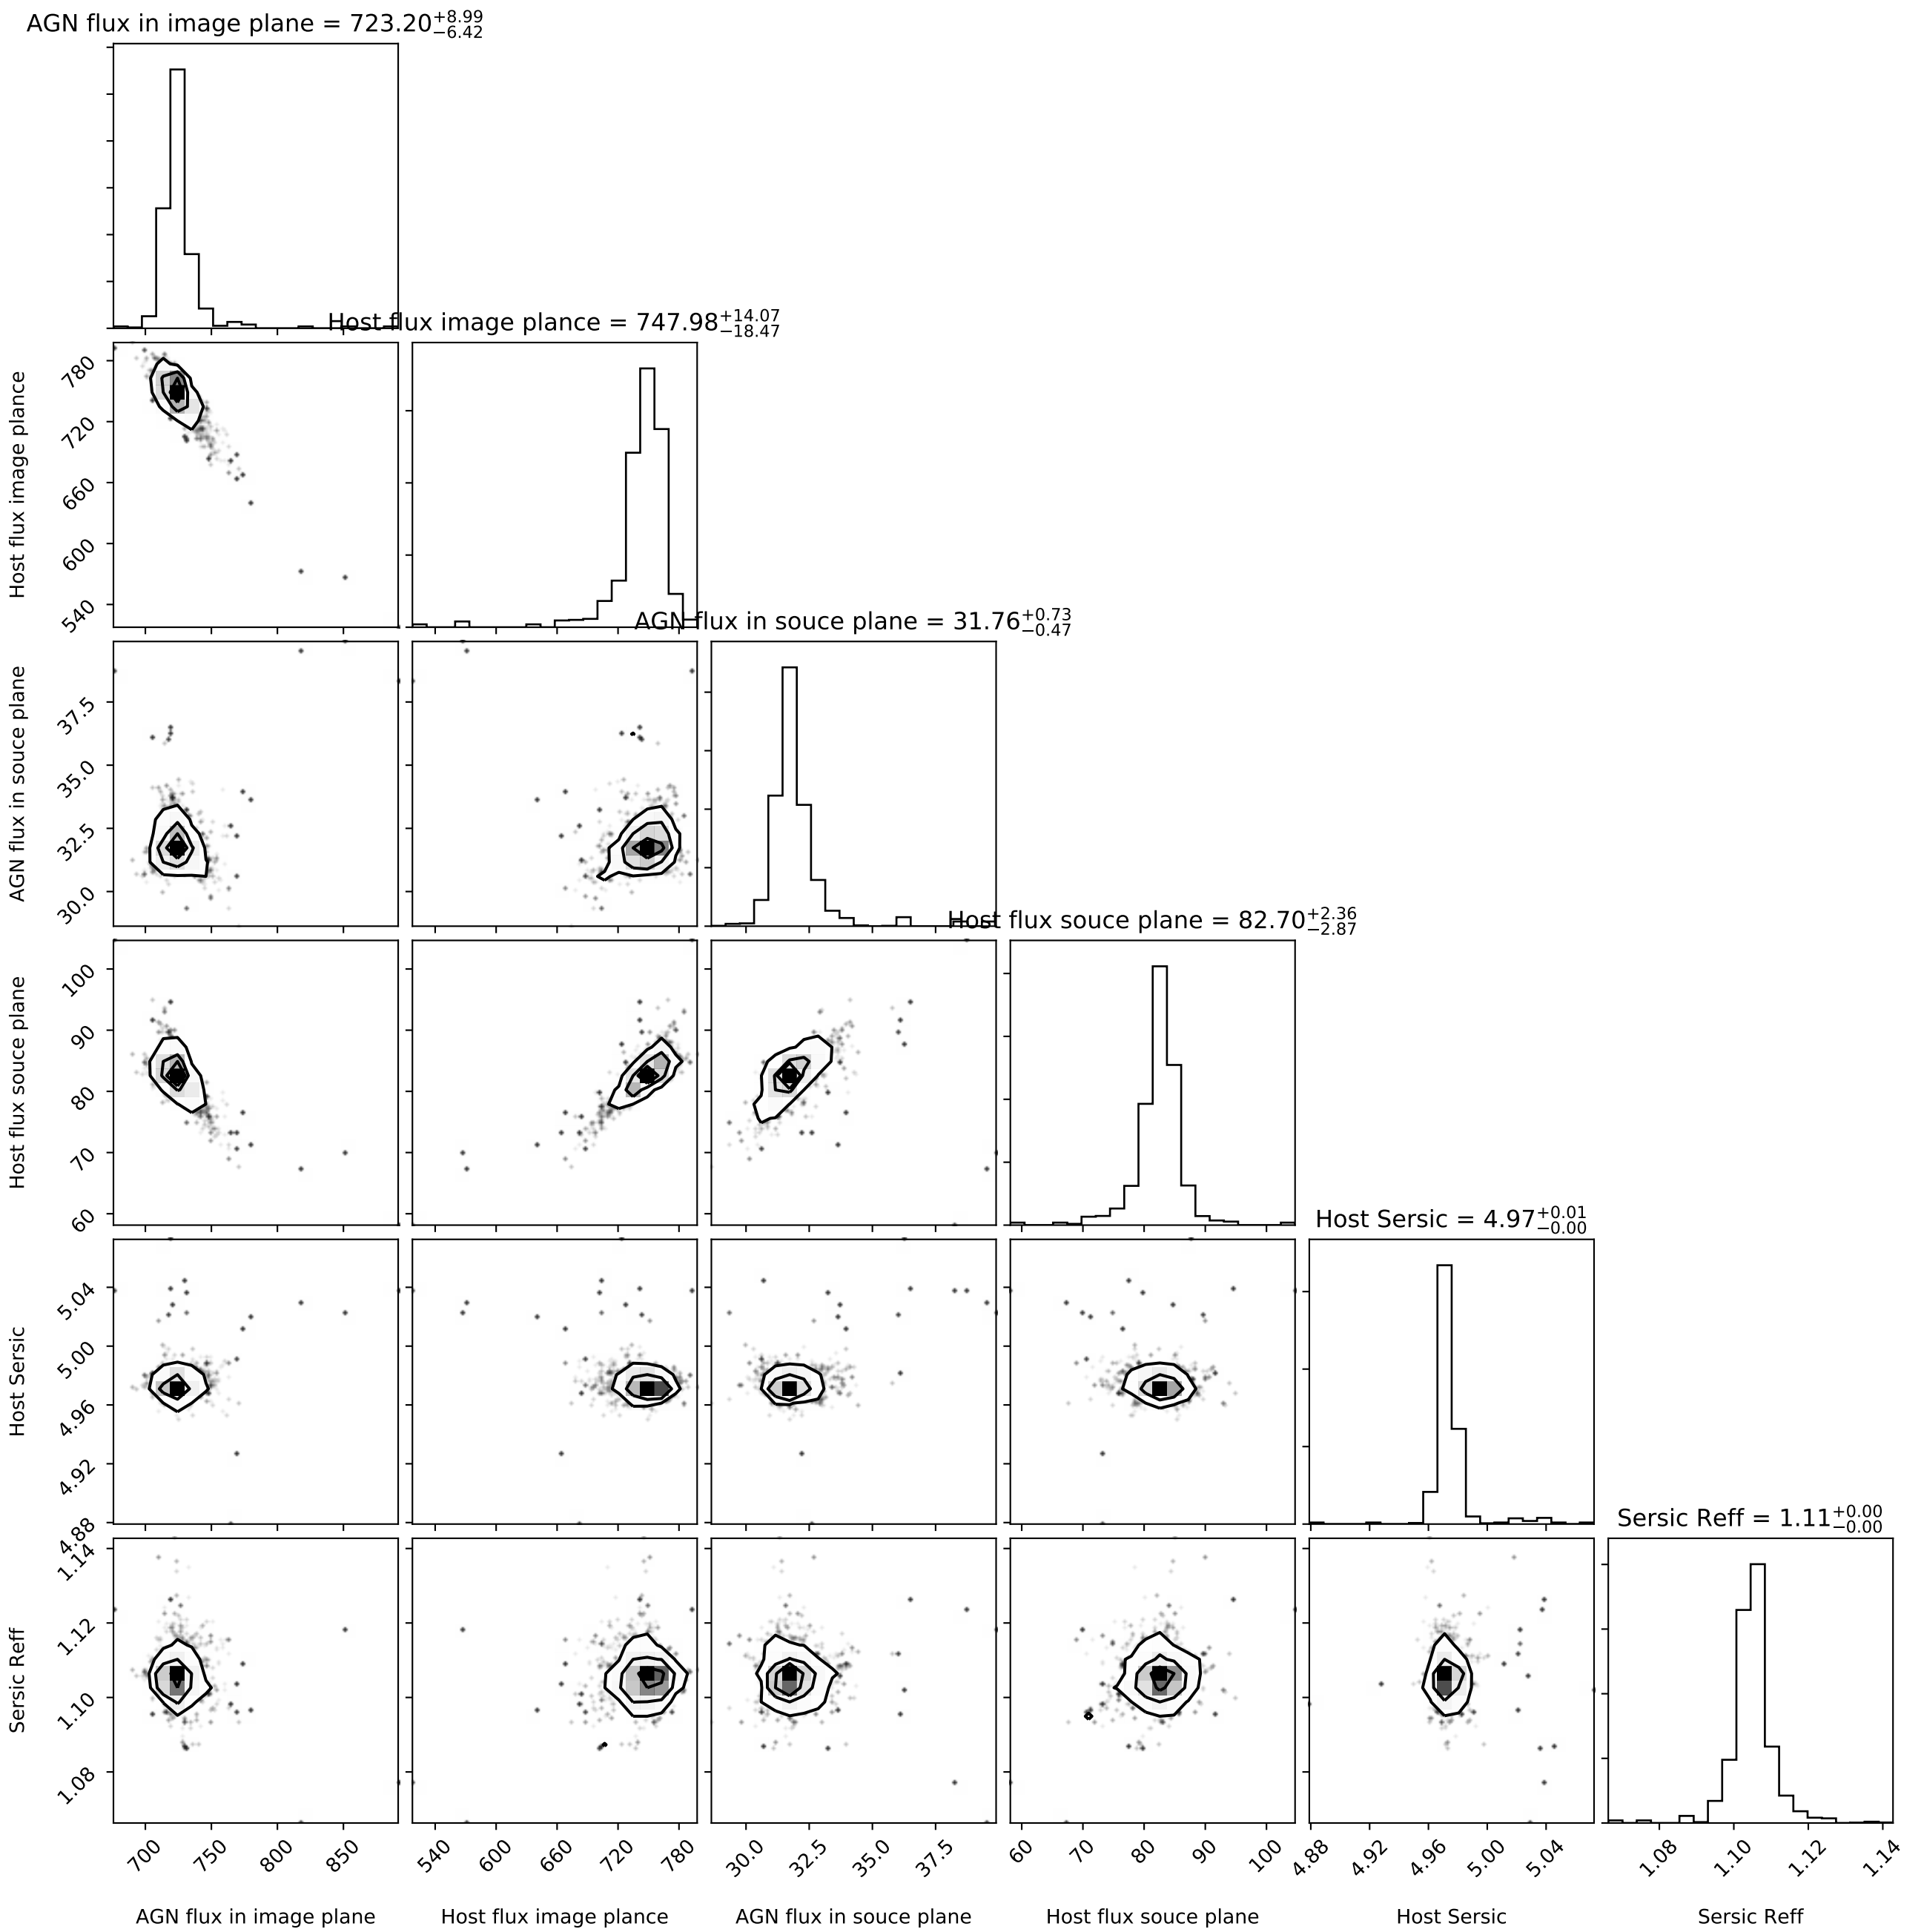 AGN flux in image plane = 723.20+8.99 −6.42
Host flux image plance = 747.98+14.07 −18.47
Host flux image plance
780
720
660
600
540
AGN flux in souce plane = 31.76+0.73 −0.47
AGN flux in souce plane
37.5
35.0
32.5
30.0
Host flux souce plane = 82.70+2.36 −2.87
Host flux souce plane
100
90
80
70
60
Host Sersic = 4.97+0.01 −0.00
Host Sersic
5.04
5.00
4.96
4.92
4.88
Sersic Reff = 1.11+0.00 −0.00
Sersic Reff
1.14
1.12
1.10
1.08
700 750 800 850 540 600 660 720 780 30.0 32.5 35.0 37.5 60 70 80 90 100 4.88 4.92 4.96 5.00 5.04 1.08 1.10 1.12 1.14
AGN flux in image plane Host flux image plance AGN flux in souce plane Host flux souce plane Host Sersic Sersic Reff